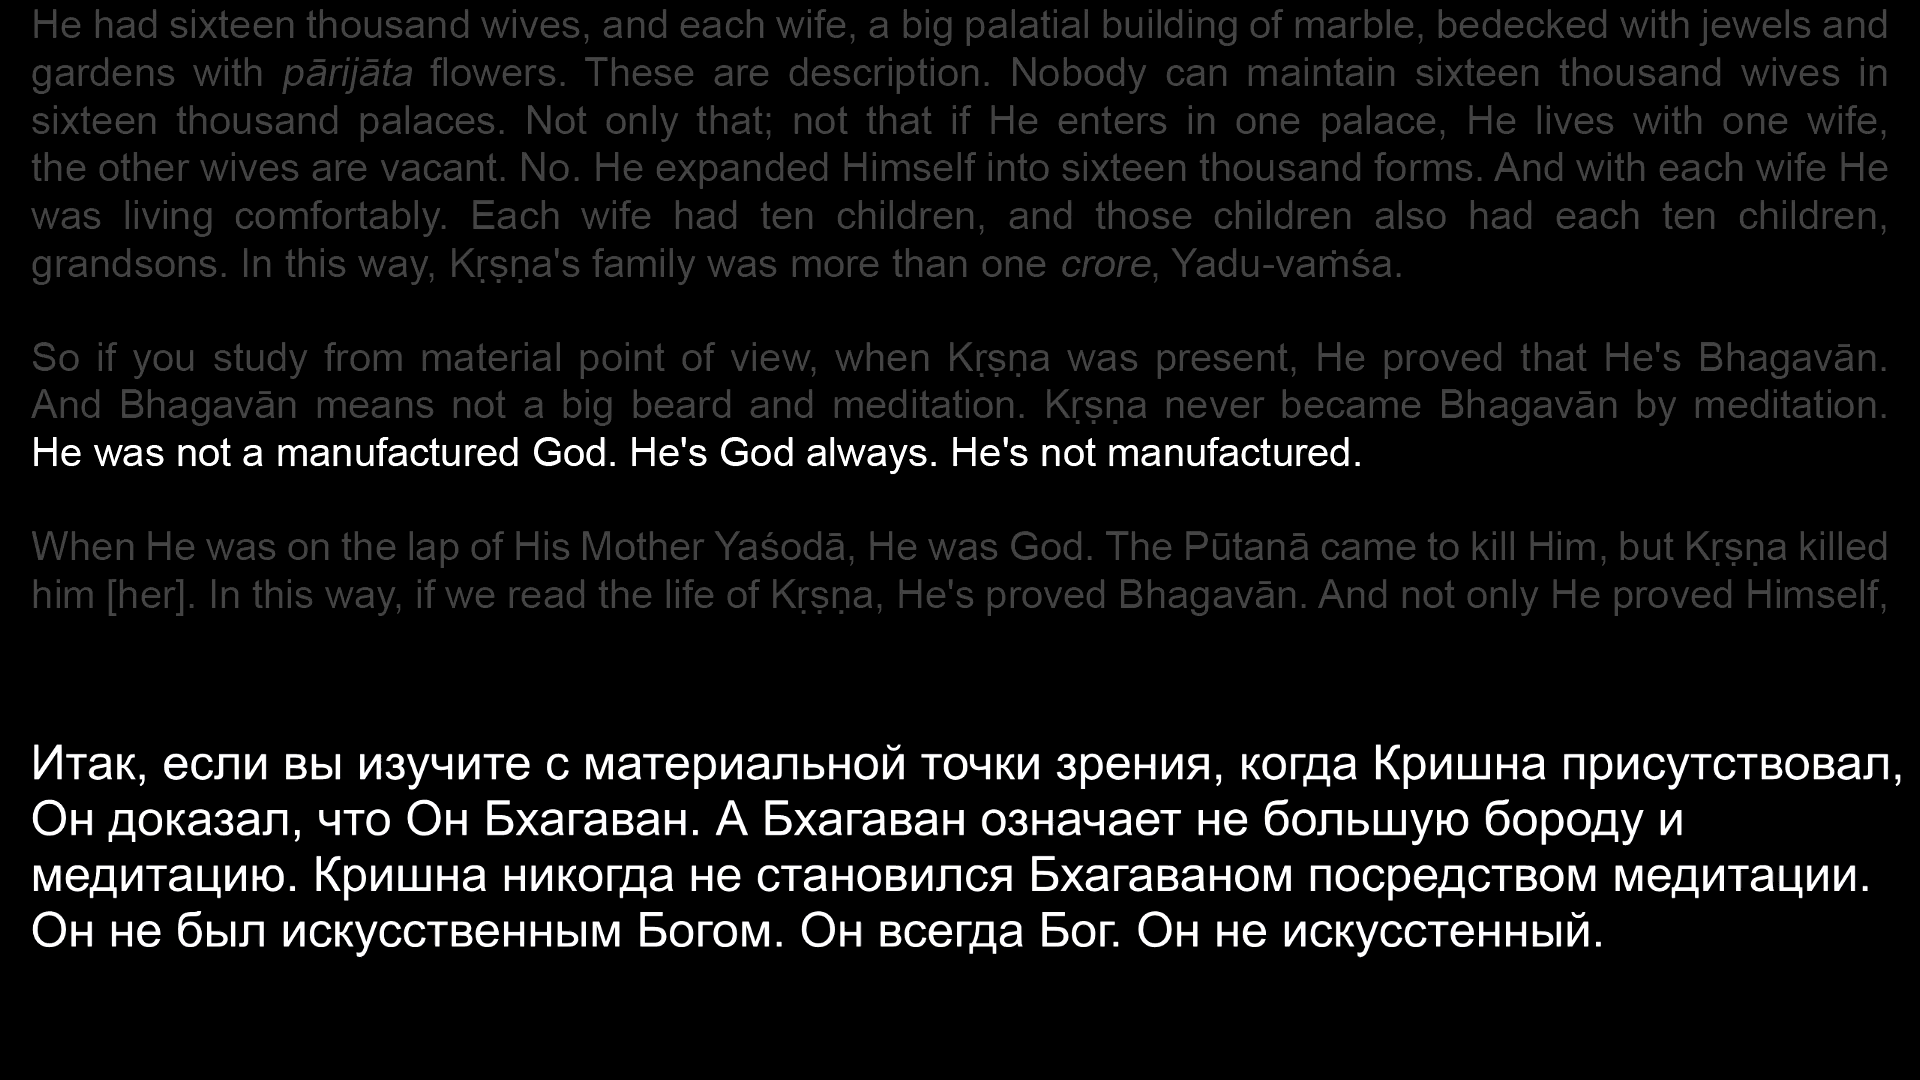 He had sixteen thousand wives, and each wife, a big palatial building of marble, bedecked with jewels and
gardens with pārijāta flowers. These are description. Nobody can maintain sixteen thousand wives in
sixteen thousand palaces. Not only that; not that if He enters in one palace, He lives with one wife,
the other wives are vacant. No. He expanded Himself into sixteen thousand forms. And with each wife He
was living comfortably. Each wife had ten children, and those children also had each ten children,
grandsons. In this way, Kṛṣṇa's family was more than one crore, Yadu-vaṁśa.
So if you study from material point of view, when Kṛṣṇa was present, He proved that He's Bhagavān.
And Bhagavān means not a big beard and meditation. Kṛṣṇa never became Bhagavān by meditation.
He was not a manufactured God. He's God always. He's not manufactured.
When He was on the lap of His Mother Yaśodā, He was God. The Pūtanā came to kill Him, but Kṛṣṇa killed
him [her]. In this way, if we read the life of Kṛṣṇa, He's proved Bhagavān. And not only He proved Himself,
Итак, если вы изучите с материальной точки зрения, когда Кришна присутствовал,
Он доказал, что Он Бхагаван. А Бхагаван означает не большую бороду и
медитацию. Кришна никогда не становился Бхагаваном посредством медитации.
Он не был искусственным Богом. Он всегда Бог. Он не искусстенный.